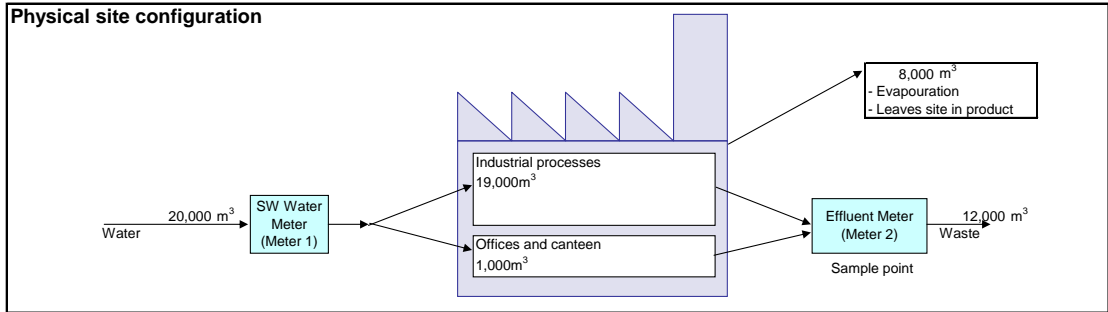 Physical site configuration
8,000 m³
- Evapouration
- Leaves site in product
Industrial processes
19,000m³
20,000 m³
Water
SW Water
Meter
(Meter 1)
Offices and canteen
1,000m³
Effluent Meter
(Meter 2)
Sample point
12,000 m³
Waste